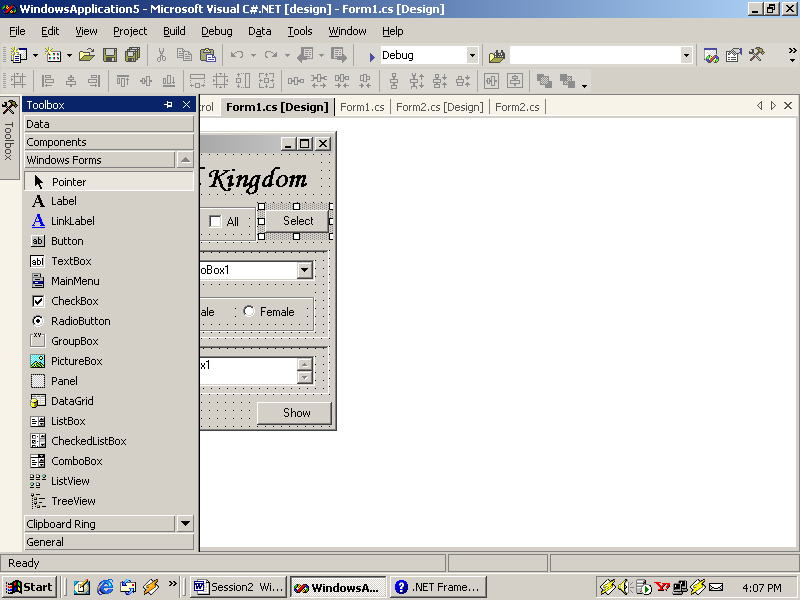 WindowsApplication5 - Microsoft Visual C#.NET [design] - Form1.cs [Design]
File Edit View Project Build Debug Data Tools Window Help
Debug
Toolbox
Toolbox
rol Form1.cs [Design] Form1.cs Form2.cs [Design] Form2.cs
Data
Components
Windows Forms
Pointer
Label
LinkLabel
Button
TextBox
MainMenu
CheckBox
RadioButton
GroupBox
PictureBox
Panel
DataGrid
ListBox
CheckedListBox
ComboBox
ListView
TreeView
Clipboard Ring
General
Kingdom
All Select
oBox1
ale Female
x1
Show
Ready
Start Session2 Wi... WindowsA... .NET Frame... 4:07 PM